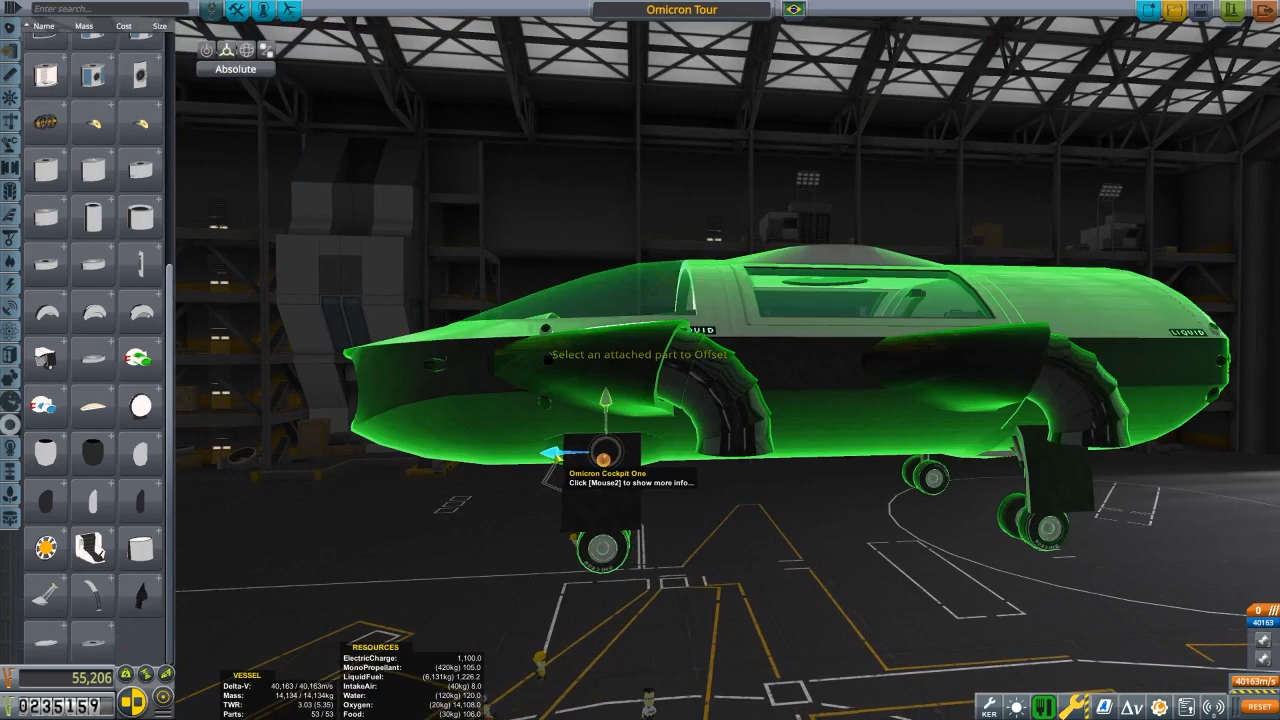 Enter search...
Omicron Tour
Name Mass Cost Size
Absolute
LIQUID
UID
Select an attached part to Offset
Omicron Cockpit One
Click [Mouse2] to show more info...
0
40163
RESOURCES
ElectricCharge: 1,100.0
MonoPropellant: (420kg) 105.0
LiquidFuel: (6,131kg) 1,226.2
IntakeAir: (40kg) 8.0
Water: (120kg) 120.0
Oxygen: (20kg) 14,108.0
Food: (30kg) 106.0
VESSEL
Delta-V: 40,163 / 40,163m/s
Mass: 14,134 / 14,134kg
TWR: 3.03 (5.35)
Parts: 53 / 53
55,206
0235159
40163m/s
KER
ΔV
RESET